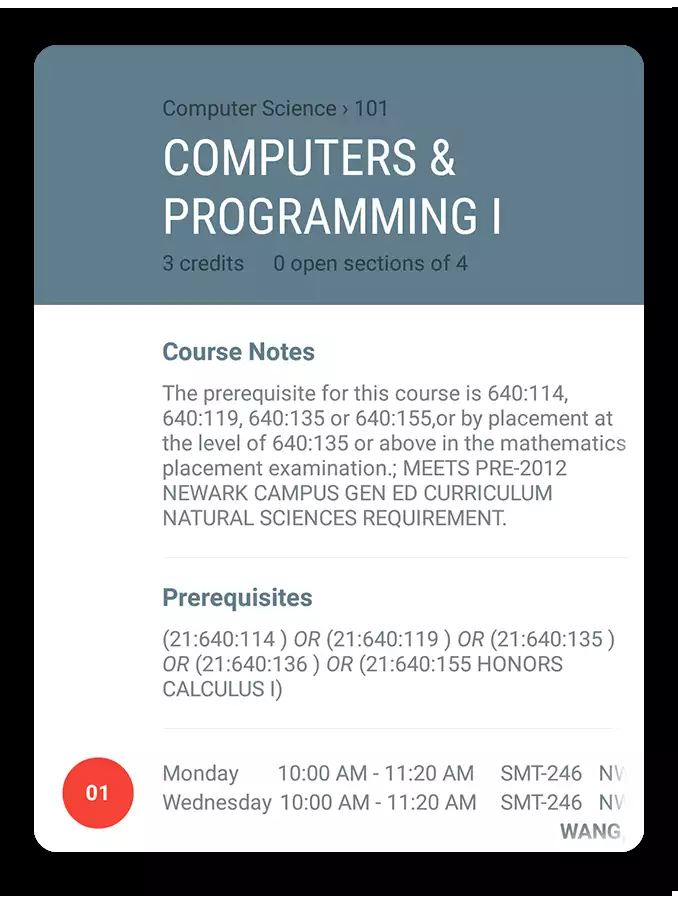 Computer Science › 101
COMPUTERS &
PROGRAMMING I
3 credits 0 open sections of 4
Course Notes
The prerequisite for this course is 640:114,
640:119, 640:135 or 640:155,or by placement at
the level of 640:135 or above in the mathematics
placement examination.; MEETS PRE-2012
NEWARK CAMPUS GEN ED CURRICULUM
NATURAL SCIENCES REQUIREMENT.
Prerequisites
(21:640:114 ) OR (21:640:119 ) OR (21:640:135 )
OR (21:640:136 ) OR (21:640:155 HONORS
CALCULUS I)
01
Monday 10:00 AM - 11:20 AM SMT-246
Wednesday 10:00 AM - 11:20 AM SMT-246
WANG,